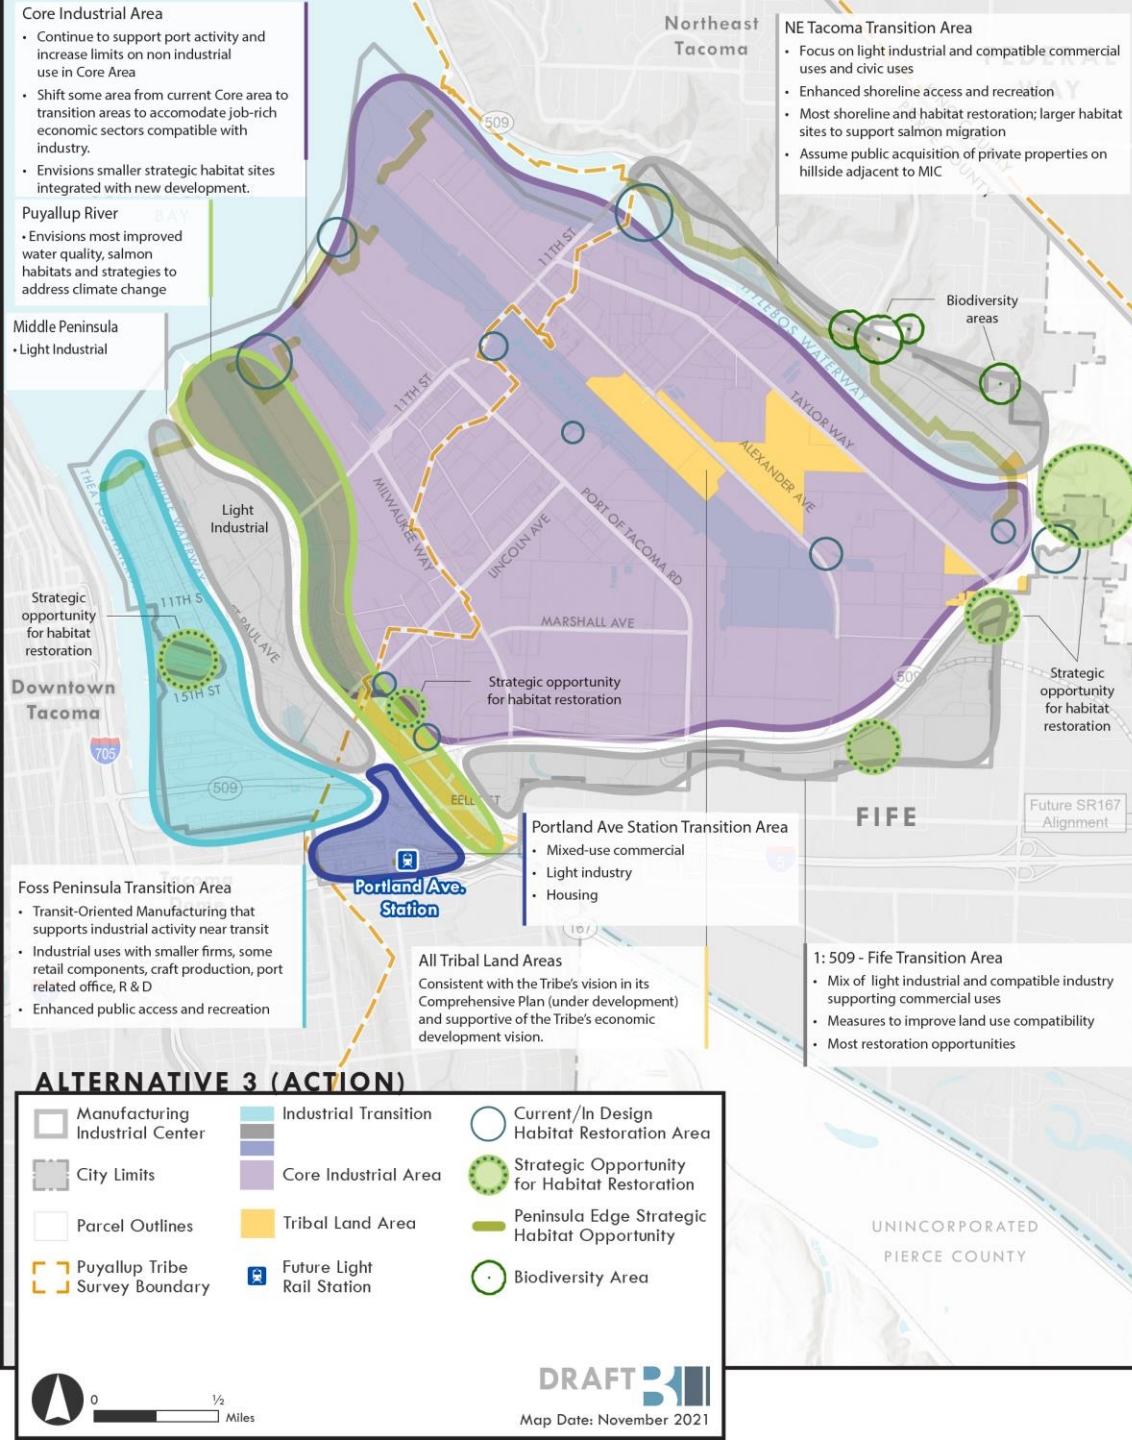 Core Industrial Area
• Continue to support port activity and
increase limits on non industrial
use in Core Area
• Shift some area from current Core area to
transition areas to accomodate job-rich
economic sectors compatible with
industry.
• Envisions smaller strategic habitat sites
integrated with new development.
Puyallup River
• Envisions most improved
water quality, salmon
habitats and strategies to
address climate change
Middle Peninsula
• Light Industrial
Northeast
Tacoma
NE Tacoma Transition Area
• Focus on light industrial and compatible commercial
uses and civic uses
• Enhanced shoreline access and recreation
• Most shoreline and habitat restoration; larger habitat
sites to support salmon migration
• Assume public acquisition of private properties on
hillside adjacent to MIC
FEDERAL
WAY
COUNTY
BAY
509
11TH ST
Biodiversity
areas
WATERWAY
TAYLOR WAY
ALEXANDER AVE
11TH ST
MILWAUKEE WAY
LINCOLN AVE
PORT OF TACOMA RD
MARSHALL AVE
Light
Industrial
THEA FOSS
WATERWAY
11TH S
ST PAUL AVE
15TH ST
Strategic
opportunity
for habitat
restoration
Downtown
Tacoma
705
509
Strategic opportunity
for habitat restoration
509
Strategic
opportunity
for habitat
restoration
FIFE
Future SR167
Alignment
5
167
Portland Ave.
Station
Portland Ave Station Transition Area
• Mixed-use commercial
• Light industry
• Housing
Tacoma
Foss Peninsula Transition Area
• Transit-Oriented Manufacturing that
supports industrial activity near transit
• Industrial uses with smaller firms, some
retail components, craft production, port
related office, R & D
• Enhanced public access and recreation
All Tribal Land Areas
Consistent with the Tribe's vision in its
Comprehensive Plan (under development)
and supportive of the Tribe's economic
development vision.
1: 509 - Fife Transition Area
• Mix of light industrial and compatible industry
supporting commercial uses
• Measures to improve land use compatibility
• Most restoration opportunities
ALTERNATIVE 3 (ACTION)
Manufacturing
Industrial Center
City Limits
Parcel Outlines
Puyallup Tribe
Survey Boundary
Industrial Transition
Core Industrial Area
Tribal Land Area
Future Light
Rail Station
Current/In Design
Habitat Restoration Area
Strategic Opportunity
for Habitat Restoration
Peninsula Edge Strategic
Habitat Opportunity
Biodiversity Area
UNINCORPORATED
PIERCE COUNTY
0 ½
Miles
DRAFT
Map Date: November 2021